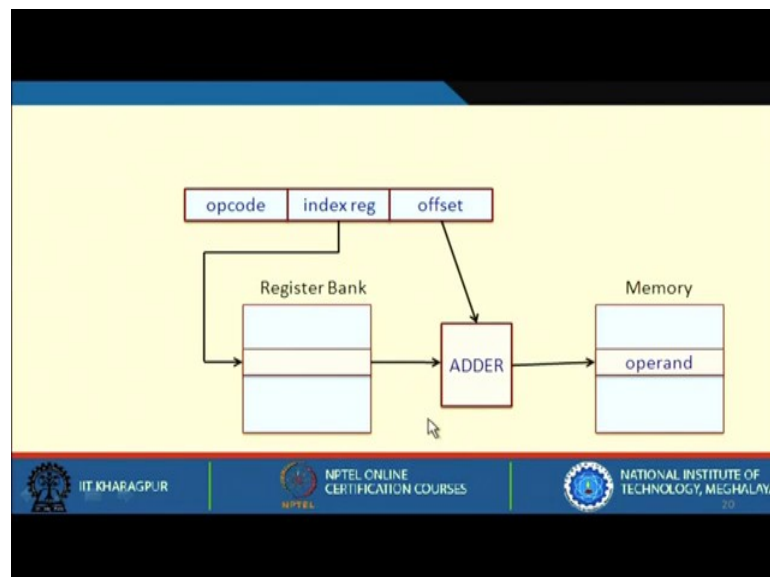 opcode index reg offset
Register Bank
Memory
ADDER
operand
IIT KHARAGPUR
NPTEL
NPTEL ONLINE
CERTIFICATION COURSES
NATIONAL INSTITUTE OF
TECHNOLOGY, MEGHALAYA
20